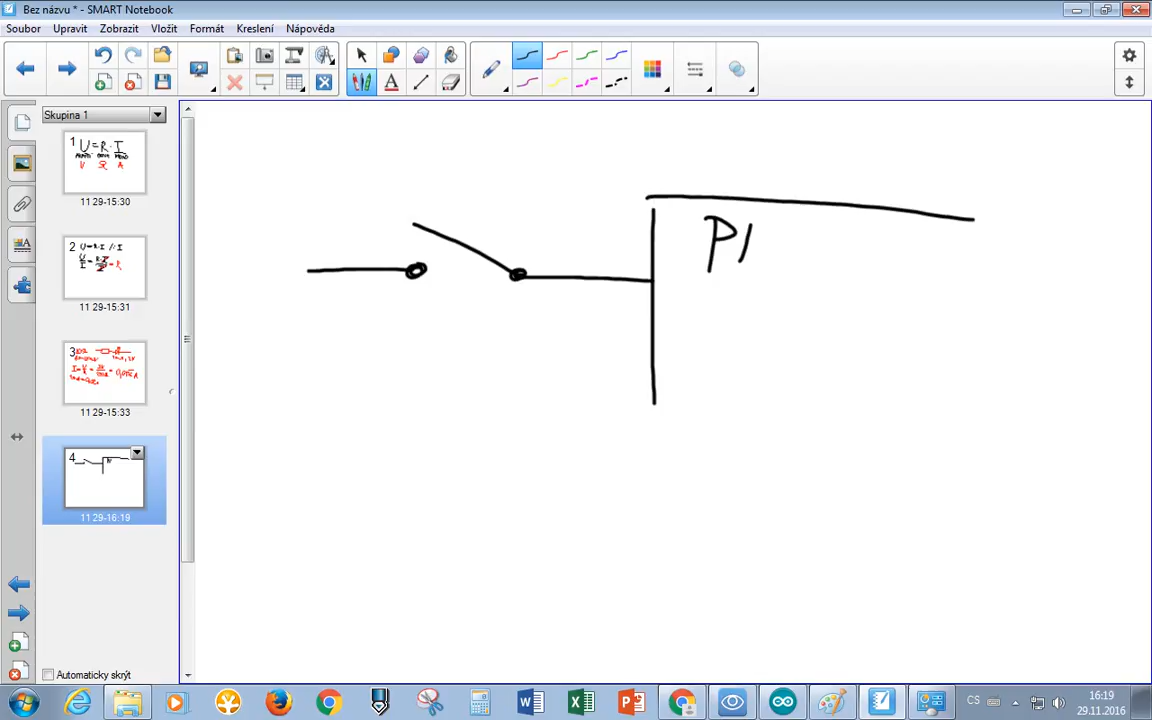 Bez názvu * - SMART Notebook
Soubor Upravit Zobrazit Vložit Formát Kreslení Nápověda
Skupina 1
1 U=R·I
V Ω A
11 29-15:30
2 U=R·I /:I
U/I = = R
11 29-15:31
3
11 29-15:33
4
11 29-16:19
PI
Automaticky skrýt
CS
16:19
29.11.2016